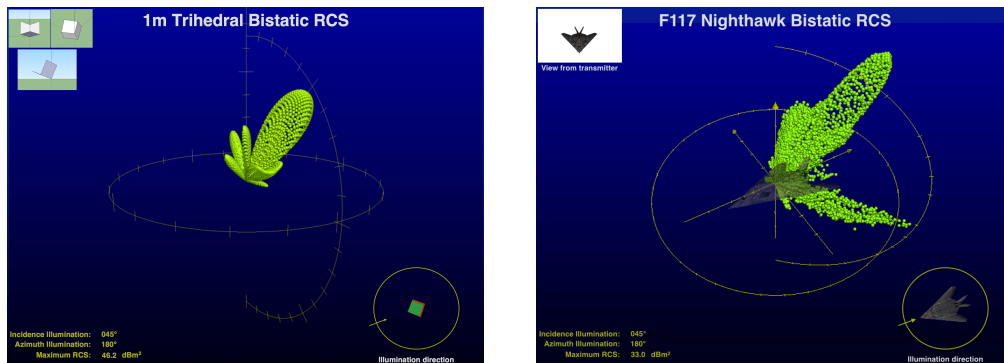 1m Trihedral Bistatic RCS
Incidence Illumination: 045°
Azimuth Illumination: 180°
Maximum RCS: 46.2 dBm²
Illumination direction
F117 Nighthawk Bistatic RCS
View from transmitter
Incidence Illumination: 045°
Azimuth Illumination: 180°
Maximum RCS: 33.0 dBm²
Illumination direction